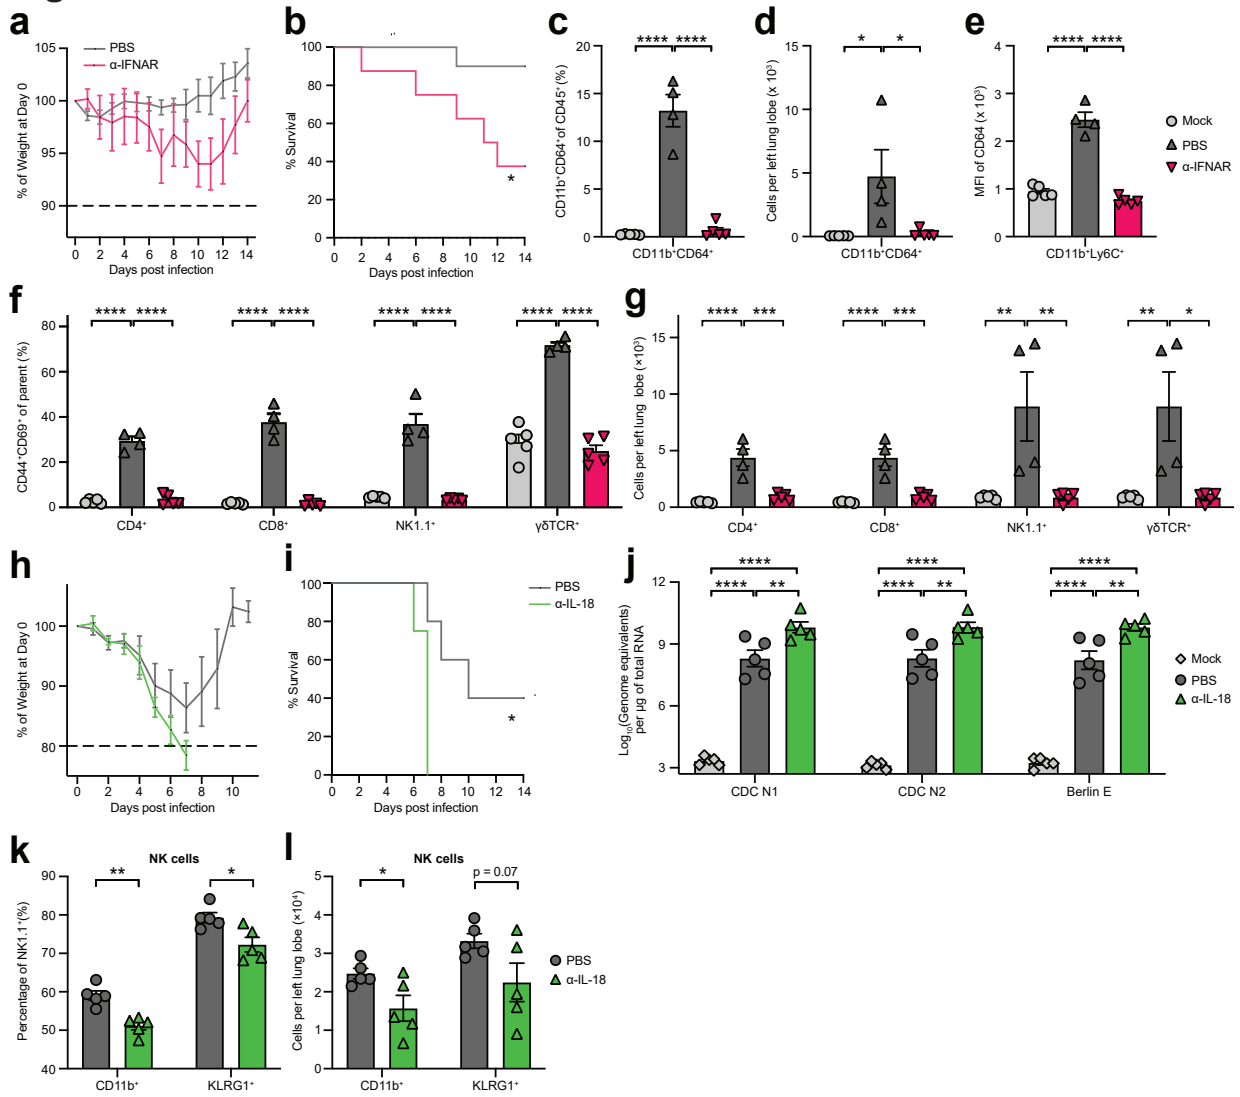 a
PBS
α-IFNAR
% of Weight at Day 0
105
100
95
90
0 2 4 6 8 10 12 14
Days post infection
b
% Survival
100
80
60
40
20
0
*
0 2 4 6 8 10 12 14
Days post infection
c
**** ****
CD11b⁺CD64⁺ of CD45⁺(%)
20
15
10
5
0
CD11b⁺CD64⁺
d
* *
Cells per left lung lobe (x 10³)
15
10
5
0
CD11b⁺CD64⁺
e
**** ****
MFI of CD64 (x 10³)
4
3
2
1
0
CD11b⁺Ly6C⁺
Mock
PBS
α-IFNAR
f
**** **** **** **** **** **** **** ****
CD44⁺CD69⁺ of parent (%)
80
60
40
20
0
CD4⁺ CD8⁺ NK1.1⁺ γδTCR⁺
g
**** *** **** *** ** ** ** *
Cells per left lung lobe (×10³)
15
10
5
0
CD4⁺ CD8⁺ NK1.1⁺ γδTCR⁺
h
% of Weight at Day 0
100
90
80
0 2 4 6 8 10
Days post infection
i
PBS
α-IL-18
% Survival
100
80
60
40
20
0
*
0 2 4 6 8 10 12 14
Days post infection
j
**** **** ****
**** ** **** ** **** **
Log₁₀(Genome equivalents)
per µg of total RNA
12
9
6
3
CDC N1 CDC N2 Berlin E
Mock
PBS
α-IL-18
k
NK cells
** *
Percentage of NK1.1⁺(%)
90
80
70
60
50
40
CD11b⁺ KLRG1⁺
l
NK cells
* p = 0.07
Cells per left lung lobe (×10⁴)
5
4
3
2
1
0
CD11b⁺ KLRG1⁺
PBS
α-IL-18